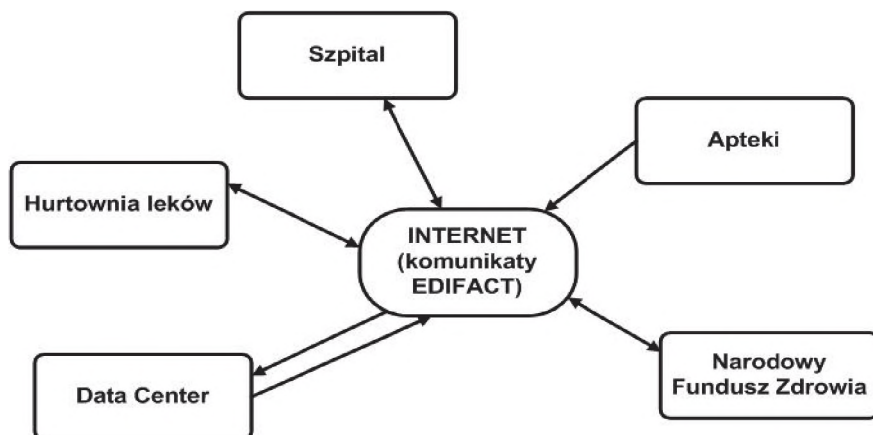 Szpital
Apteki
Hurtownia leków
INTERNET
(komunikaty
EDIFACT)
Narodowy
Fundusz Zdrowia
Data Center